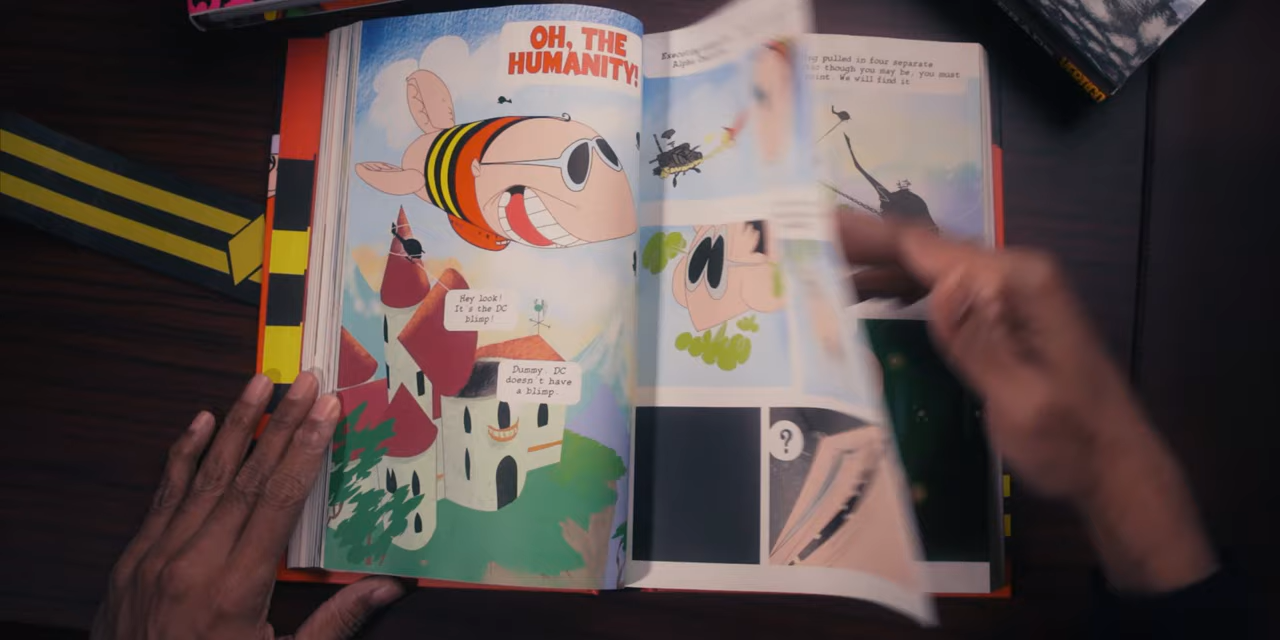 OH, THE
HUMANITY!
Hey look!
It's the DC
blimp!
Dummy. DC
doesn't have
a blimp.
pulled in four separate
though you may be, you must
We will find it
?